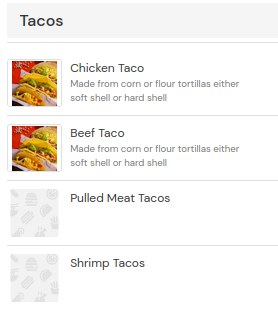 Tacos
Chicken Taco
Made from corn or flour tortillas either
soft shell or hard shell
Beef Taco
Made from corn or flour tortillas either
soft shell or hard shell
Pulled Meat Tacos
Shrimp Tacos